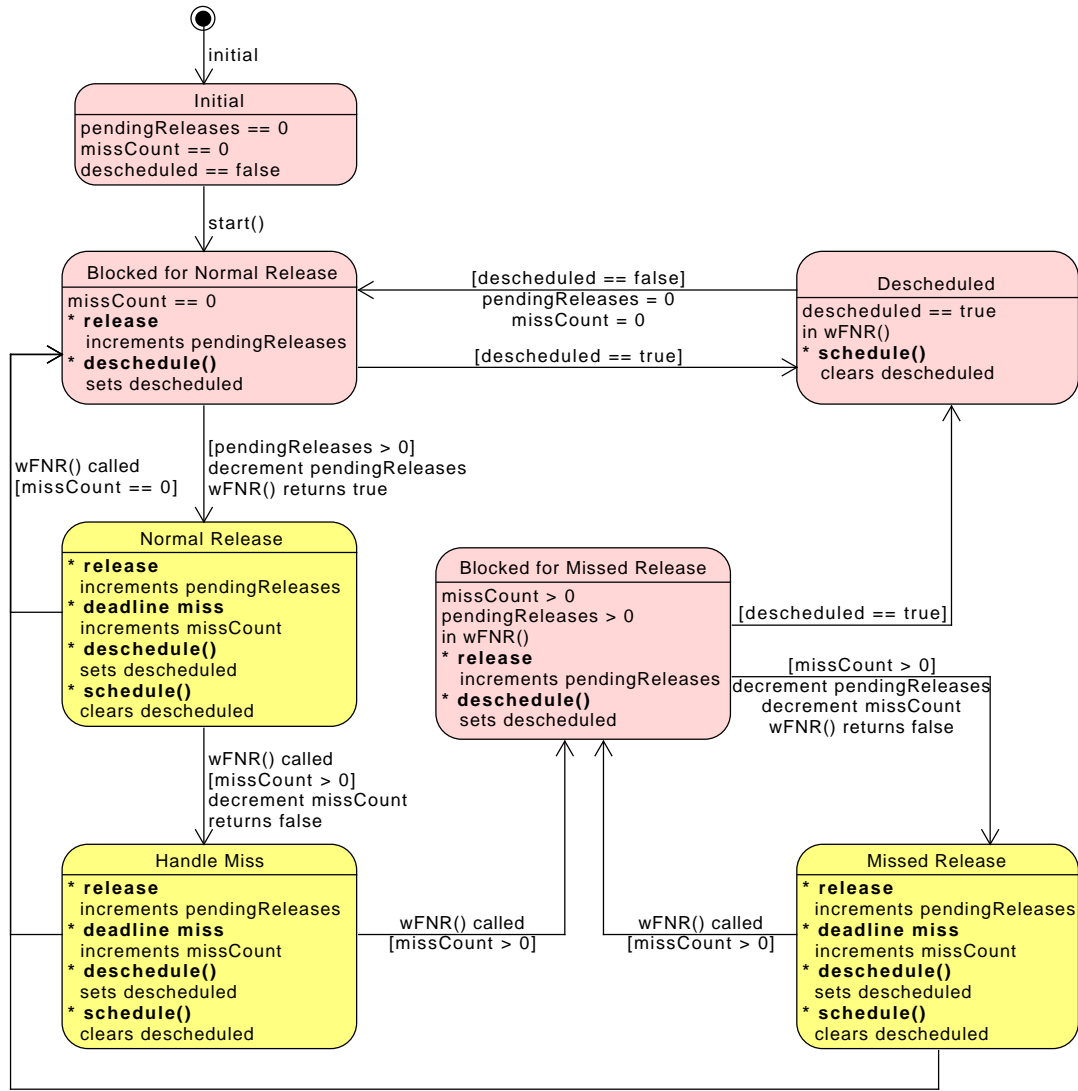 initial
Initial
pendingReleases == 0
missCount == 0
descheduled == false
start()
Blocked for Normal Release
missCount == 0
* release
increments pendingReleases
* deschedule()
sets descheduled
[descheduled == false]
pendingReleases = 0
missCount = 0
[descheduled == true]
Descheduled
descheduled == true
in wFNR()
* schedule()
clears descheduled
wFNR() called
[missCount == 0]
[pendingReleases > 0]
decrement pendingReleases
wFNR() returns true
Normal Release
* release
increments pendingReleases
* deadline miss
increments missCount
* deschedule()
sets descheduled
* schedule()
clears descheduled
Blocked for Missed Release
missCount > 0
pendingReleases > 0
in wFNR()
* release
increments pendingReleases
* deschedule()
sets descheduled
[descheduled == true]
[missCount > 0]
decrement pendingReleases
decrement missCount
wFNR() returns false
wFNR() called
[missCount > 0]
decrement missCount
returns false
Handle Miss
* release
increments pendingReleases
* deadline miss
increments missCount
* deschedule()
sets descheduled
* schedule()
clears descheduled
wFNR() called
[missCount > 0]
wFNR() called
[missCount > 0]
Missed Release
* release
increments pendingReleases
* deadline miss
increments missCount
* deschedule()
sets descheduled
* schedule()
clears descheduled